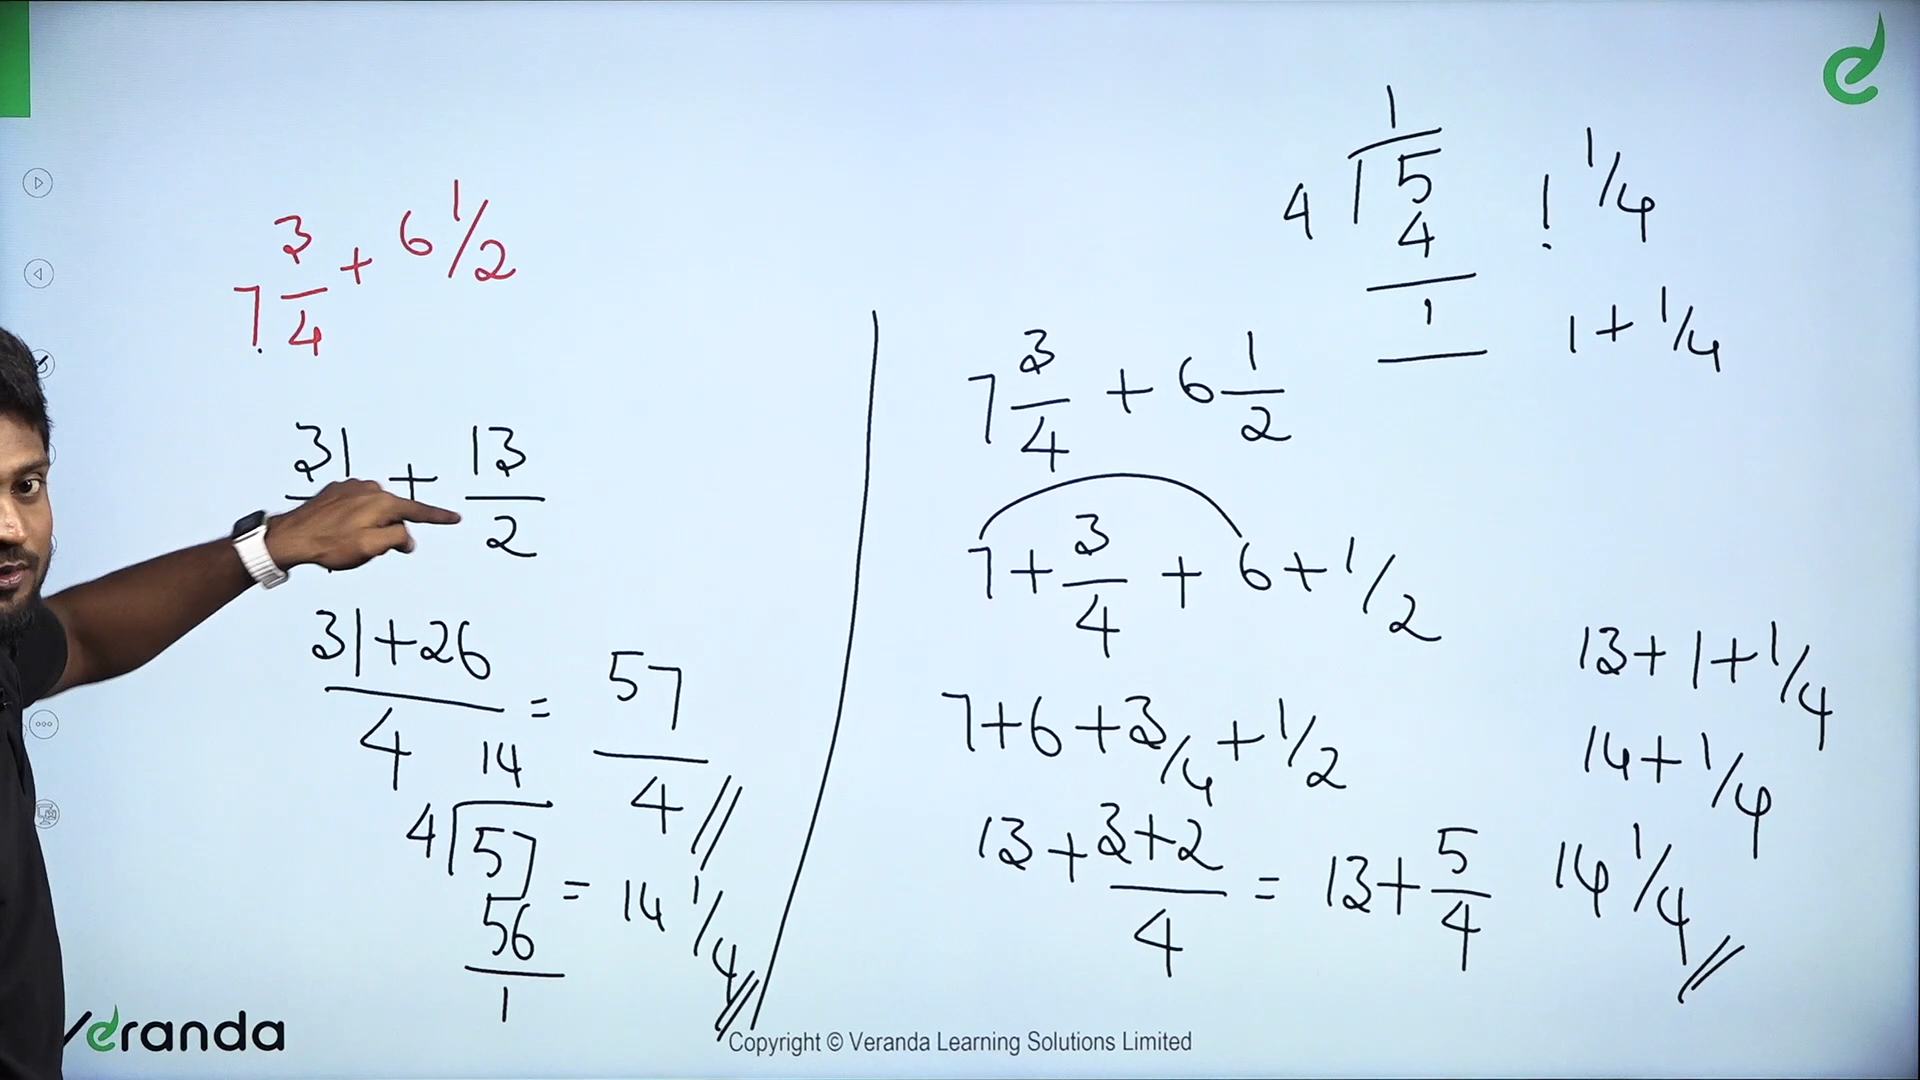 7 3/4 + 6 1/2
31 + 13/2
(31+26)/4 = 57/4
14
4 57
56
1
= 14 1/4
1
4 5
4
1
1 1/4
1 + 1/4
7 3/4 + 6 1/2
7 + 3/4 + 6 + 1/2
7+6+3/4+1/2
13 + (3+2)/4 = 13 + 5/4
13 + 1 + 1/4
14 + 1/4
14 1/4
veranda
Copyright © Veranda Learning Solutions Limited